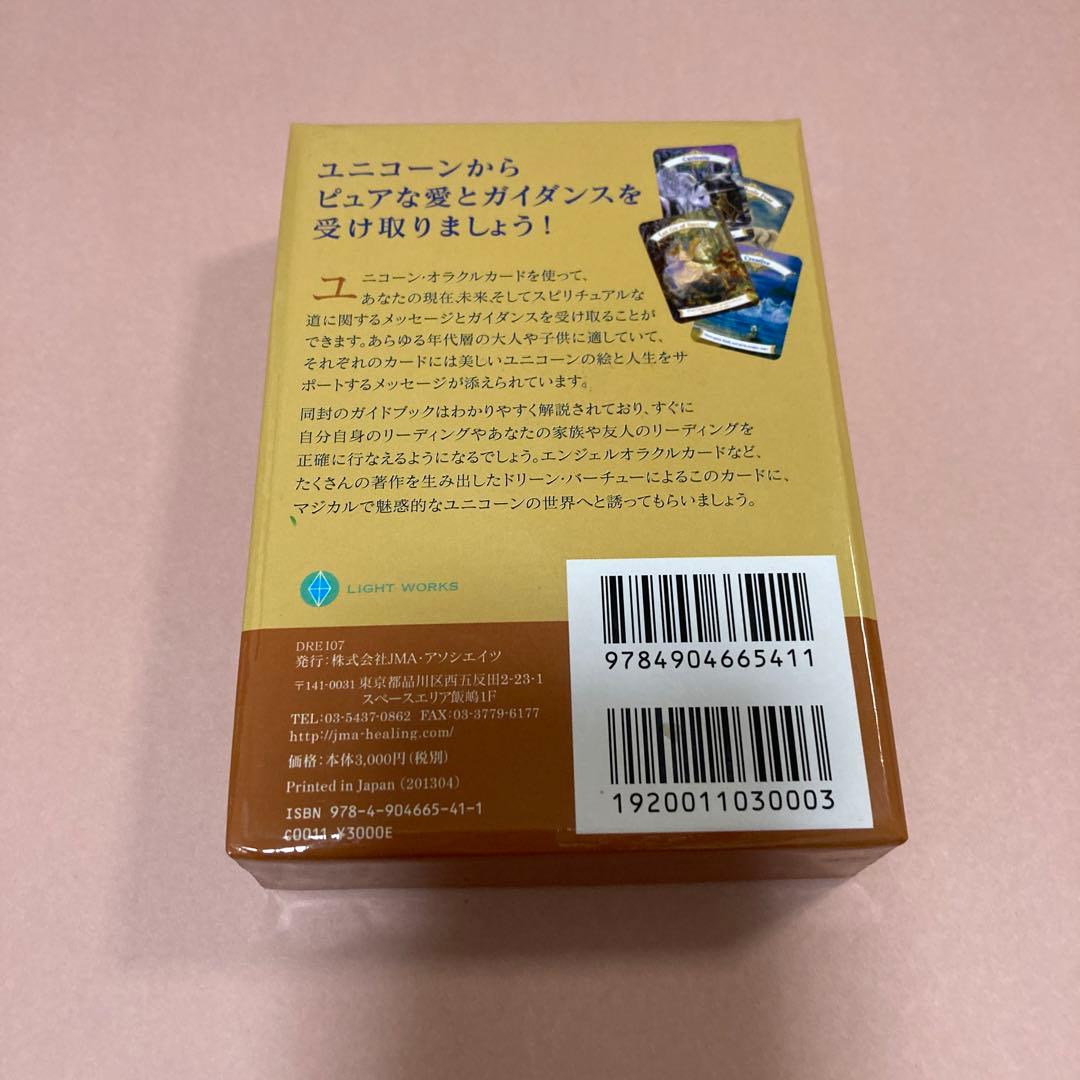 ユニコーンから
ピュアな愛とガイダンスを
受け取りましょう！
ユニコーン・オラクルカードを使って、
あなたの現在、未来、そしてスピリチュアルな
道に関するメッセージとガイダンスを受け取ることが
できます。あらゆる年代層の大人や子供に適していて、
それぞれのカードには美しいユニコーンの絵と人生をサ
ポートするメッセージが添えられています。
同封のガイドブックはわかりやすく解説されており、すぐに
自分自身のリーディングやあなたの家族や友人のリーディングを
正確に行なえるようになるでしょう。エンジェルオラクルカードなど、
たくさんの著作を生み出したドリーン・バーチューによるこのカードに、
マジカルで魅惑的なユニコーンの世界へと誘ってもらいましょう。
Creative
LIGHT WORKS
DRE107
発行：株式会社JMA・アソシエイツ
〒141-0031 東京都品川区西五反田2-23-1
スペースエリア飯嶋1F
TEL:03-5437-0862 FAX:03-3779-6177
http://jma-healing.com/
価格：本体3,000円（税別）
Printed in Japan （201304）
ISBN 978-4-904665-41-1
C0011 ¥3000E
9784904665411
1920011030003